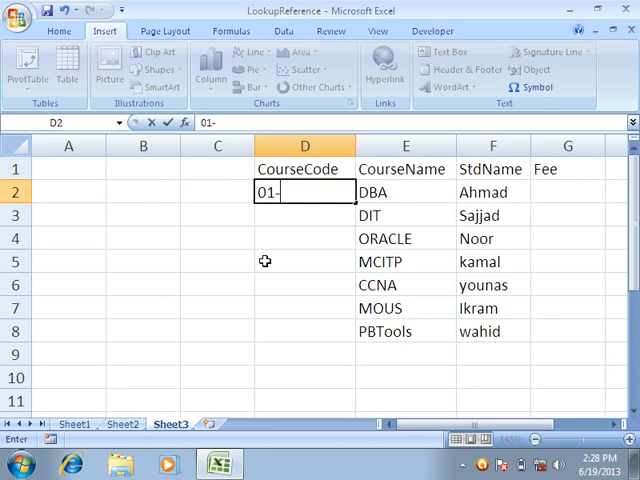 LookupReference - Microsoft Excel
Home Insert Page Layout Formulas Data Review View Developer
PivotTable Table Picture Clip Art Shapes SmartArt Column Line Area Pie Scatter Bar Other Charts Hyperlink Text Box Header & Footer WordArt Signature Line Object Symbol
Tables Illustrations Charts Links Text
D2 fx 01-
A B C D E F G
1 CourseCode CourseName StdName Fee
2 01- DBA Ahmad
3 DIT Sajjad
4 ORACLE Noor
5 MCITP kamal
6 CCNA younas
7 MOUS Ikram
8 PBTools wahid
9
10
11
Sheet1 Sheet2 Sheet3
Enter 145%
2:28 PM
6/19/2013